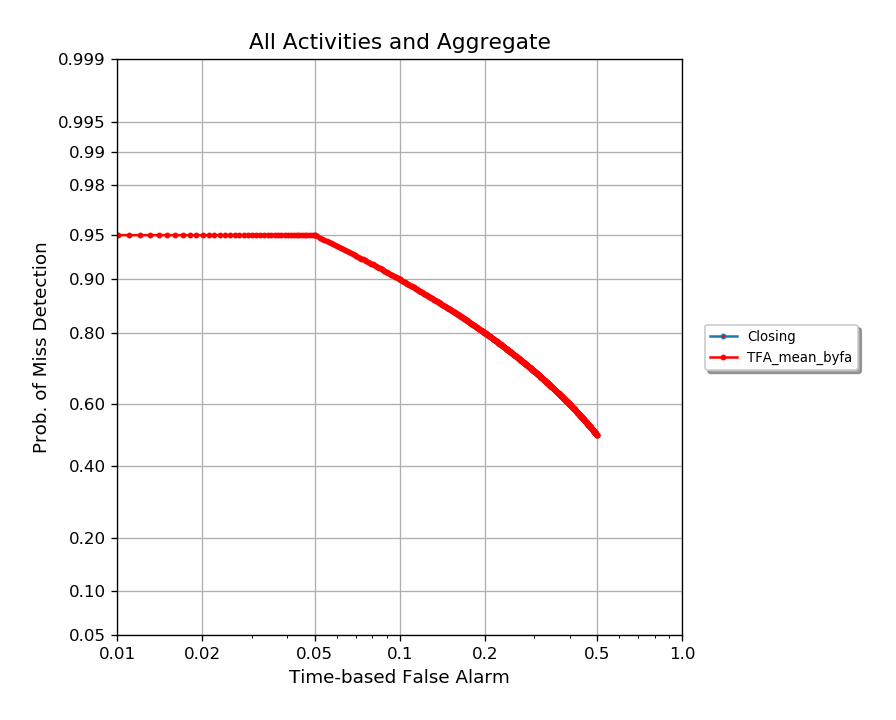 All Activities and Aggregate
0.999
0.995
0.99
0.98
0.95
0.90
0.80
0.60
0.40
0.20
0.10
0.05
Prob. of Miss Detection
0.01 0.02 0.05 0.1 0.2 0.5 1.0
Time-based False Alarm
Closing
TFA_mean_byfa